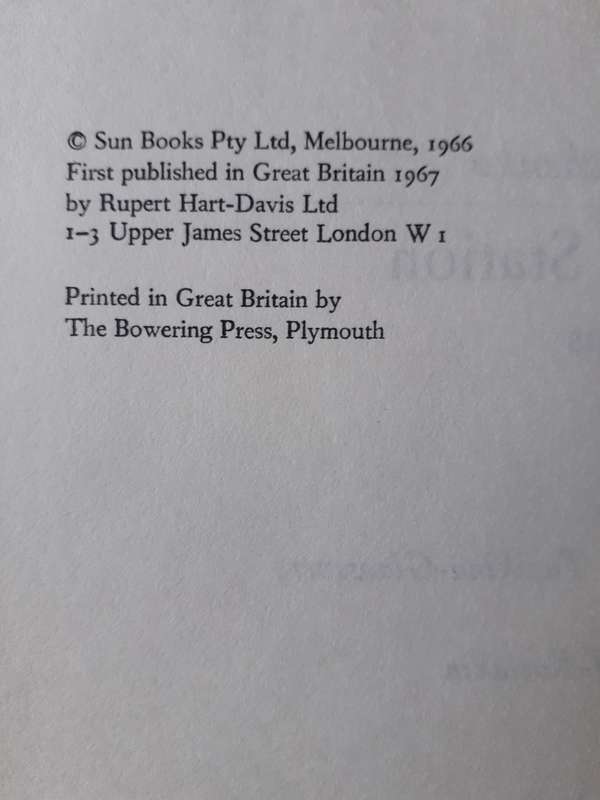 © Sun Books Pty Ltd, Melbourne, 1966
First published in Great Britain 1967
by Rupert Hart-Davis Ltd
1–3 Upper James Street London W 1
Printed in Great Britain by
The Bowering Press, Plymouth
Station